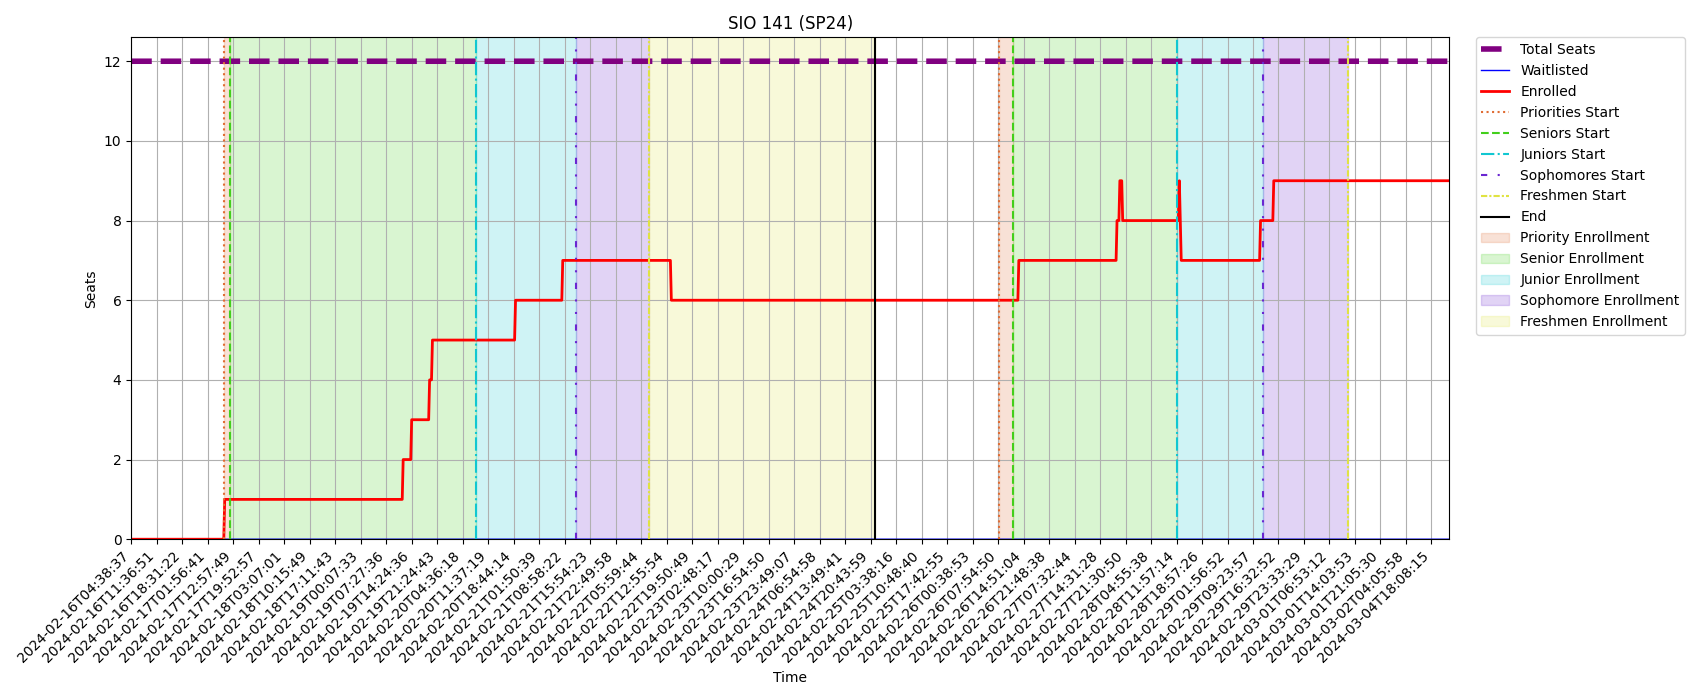 SIO 141 (SP24)
Seats
12
10
8
6
4
2
0
2024-02-16T04:38:37
2024-02-16T11:36:51
2024-02-16T18:31:22
2024-02-17T01:56:41
2024-02-17T12:57:49
2024-02-17T19:52:57
2024-02-18T03:07:01
2024-02-18T10:15:49
2024-02-18T17:11:43
2024-02-19T00:07:33
2024-02-19T07:27:36
2024-02-19T14:24:36
2024-02-19T21:24:43
2024-02-20T04:36:18
2024-02-20T11:37:19
2024-02-20T18:44:14
2024-02-21T01:50:39
2024-02-21T08:58:22
2024-02-21T15:54:23
2024-02-21T22:49:58
2024-02-22T05:59:44
2024-02-22T12:55:54
2024-02-22T19:50:49
2024-02-23T02:48:17
2024-02-23T10:00:29
2024-02-23T16:54:50
2024-02-23T23:49:07
2024-02-24T06:54:58
2024-02-24T13:49:41
2024-02-24T20:43:59
2024-02-25T03:38:16
2024-02-25T10:48:40
2024-02-25T17:42:55
2024-02-26T00:38:53
2024-02-26T07:54:50
2024-02-26T14:51:04
2024-02-26T21:48:38
2024-02-27T07:32:44
2024-02-27T14:31:28
2024-02-27T21:30:50
2024-02-28T04:55:38
2024-02-28T11:57:14
2024-02-28T18:57:26
2024-02-29T01:56:52
2024-02-29T09:23:57
2024-02-29T16:32:52
2024-02-29T23:33:29
2024-03-01T06:53:12
2024-03-01T14:03:53
2024-03-01T21:05:30
2024-03-02T04:05:58
2024-03-04T18:08:15
Time
Total Seats
Waitlisted
Enrolled
Priorities Start
Seniors Start
Juniors Start
Sophomores Start
Freshmen Start
End
Priority Enrollment
Senior Enrollment
Junior Enrollment
Sophomore Enrollment
Freshmen Enrollment